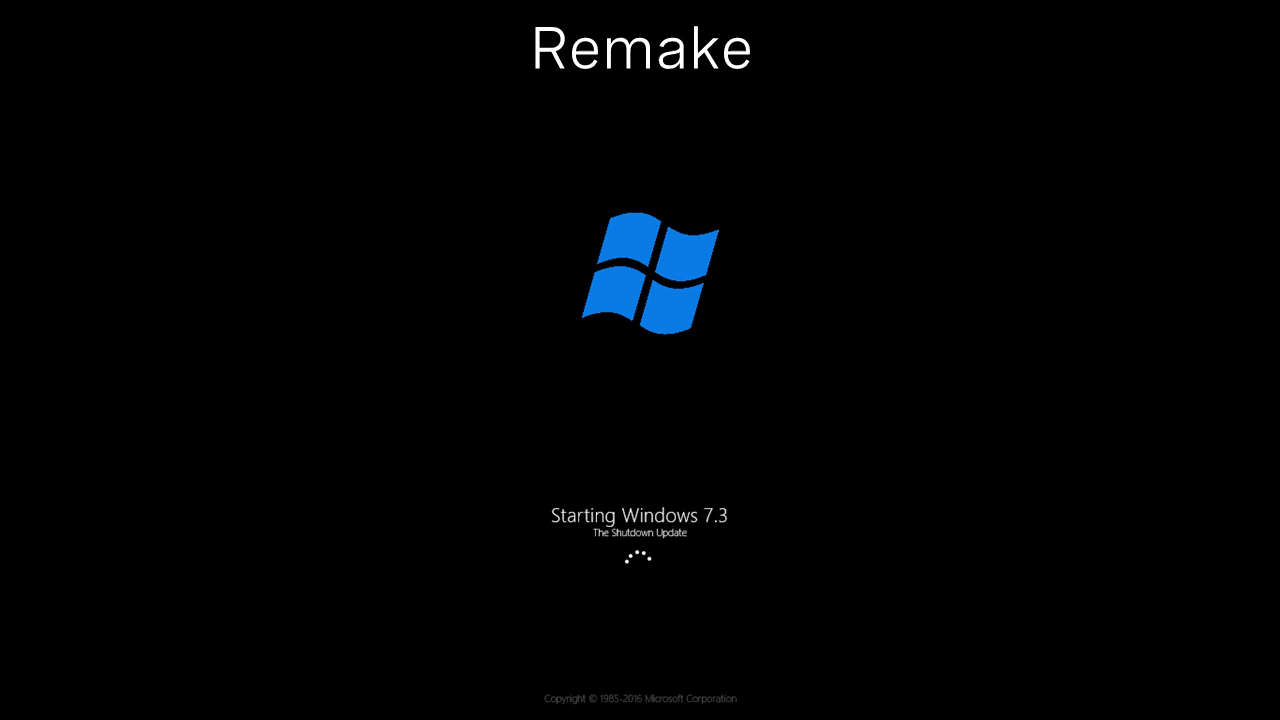 Remake
Starting Windows 7.3
The Shutdown Update
Copyright © 1985-2016 Microsoft Corporation